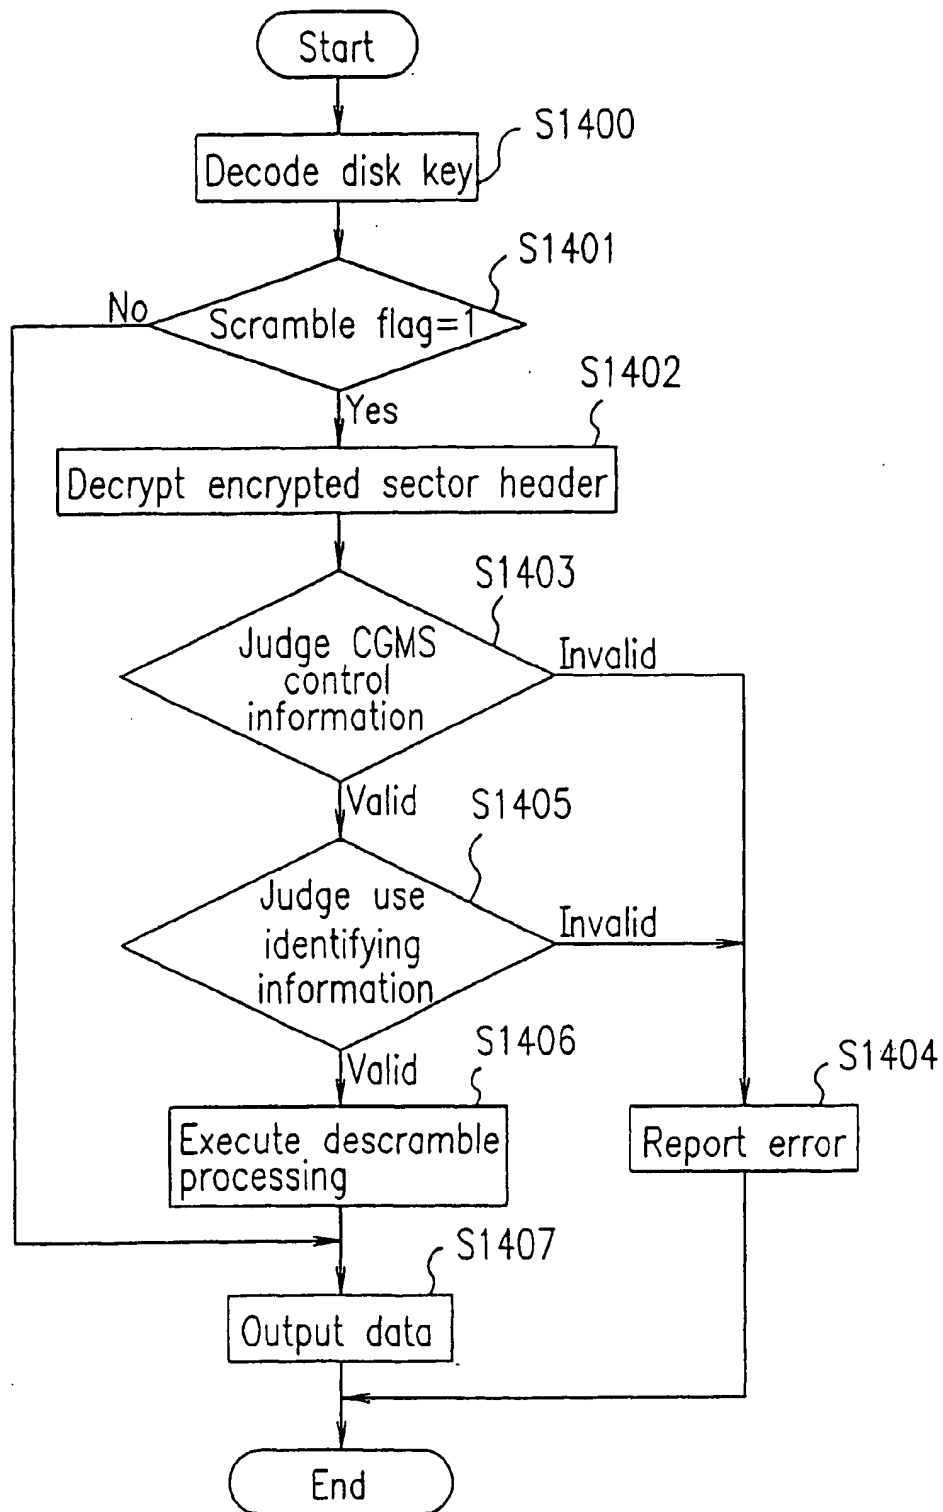 Start
S1400
Decode disk key
S1401
No
Scramble flag=1
Yes
S1402
Decrypt encrypted sector header
S1403
Judge CGMS
control
information
Invalid
Valid
S1405
Judge use
identifying
information
Invalid
Valid
S1406
S1404
Execute descramble
processing
Report error
S1407
Output data
End